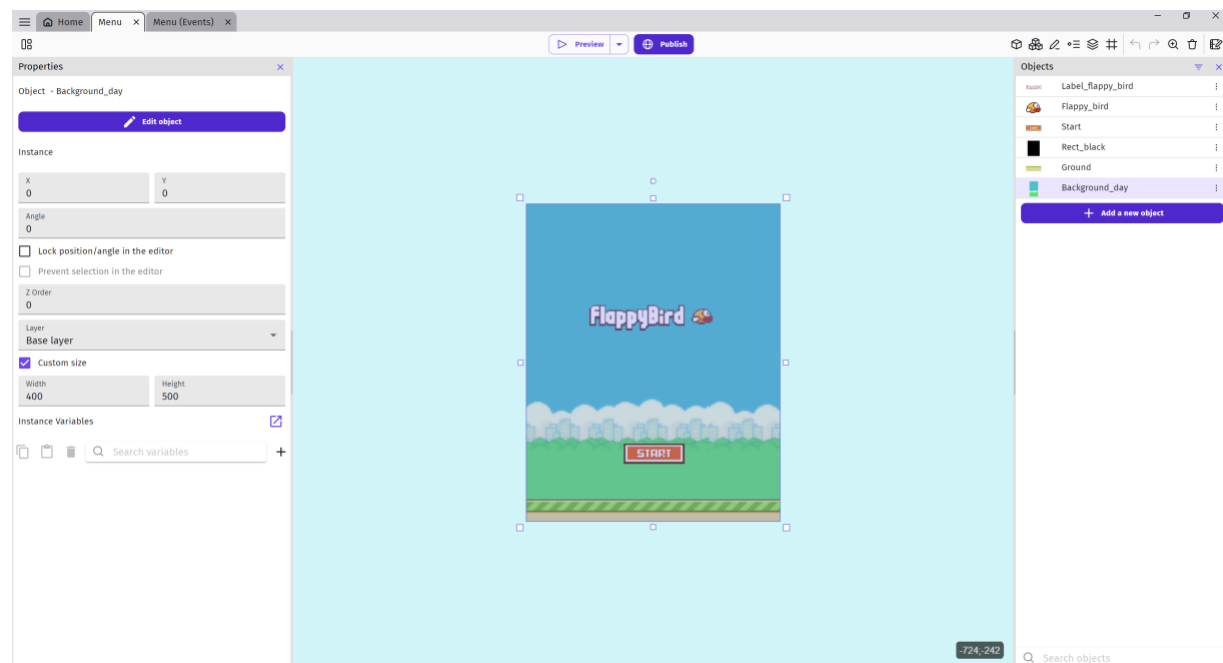 Home
Menu
Menu (Events)
Preview
Publish
Properties
Object - Background_day
Edit object
Instance
X
0
Y
0
Angle
0
Lock position/angle in the editor
Prevent selection in the editor
Z Order
0
Layer
Base layer
Custom size
Width
400
Height
500
Instance Variables
Search variables
FlappyBird
START
-724;-242
Objects
Label_flappy_bird
Flappy_bird
Start
Rect_black
Ground
Background_day
Add a new object
Search objects